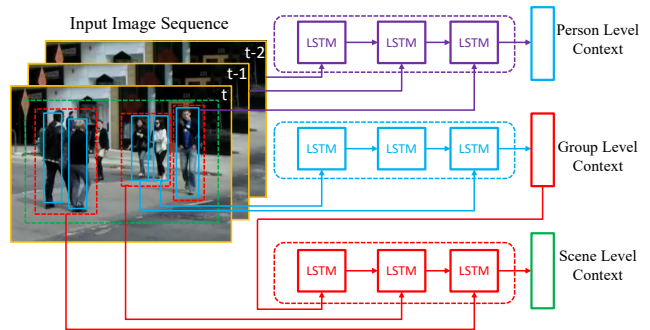 Input Image Sequence
t-2
t-1
t
LSTM
LSTM
LSTM
Person Level
Context
LSTM
LSTM
LSTM
Group Level
Context
LSTM
LSTM
LSTM
Scene Level
Context